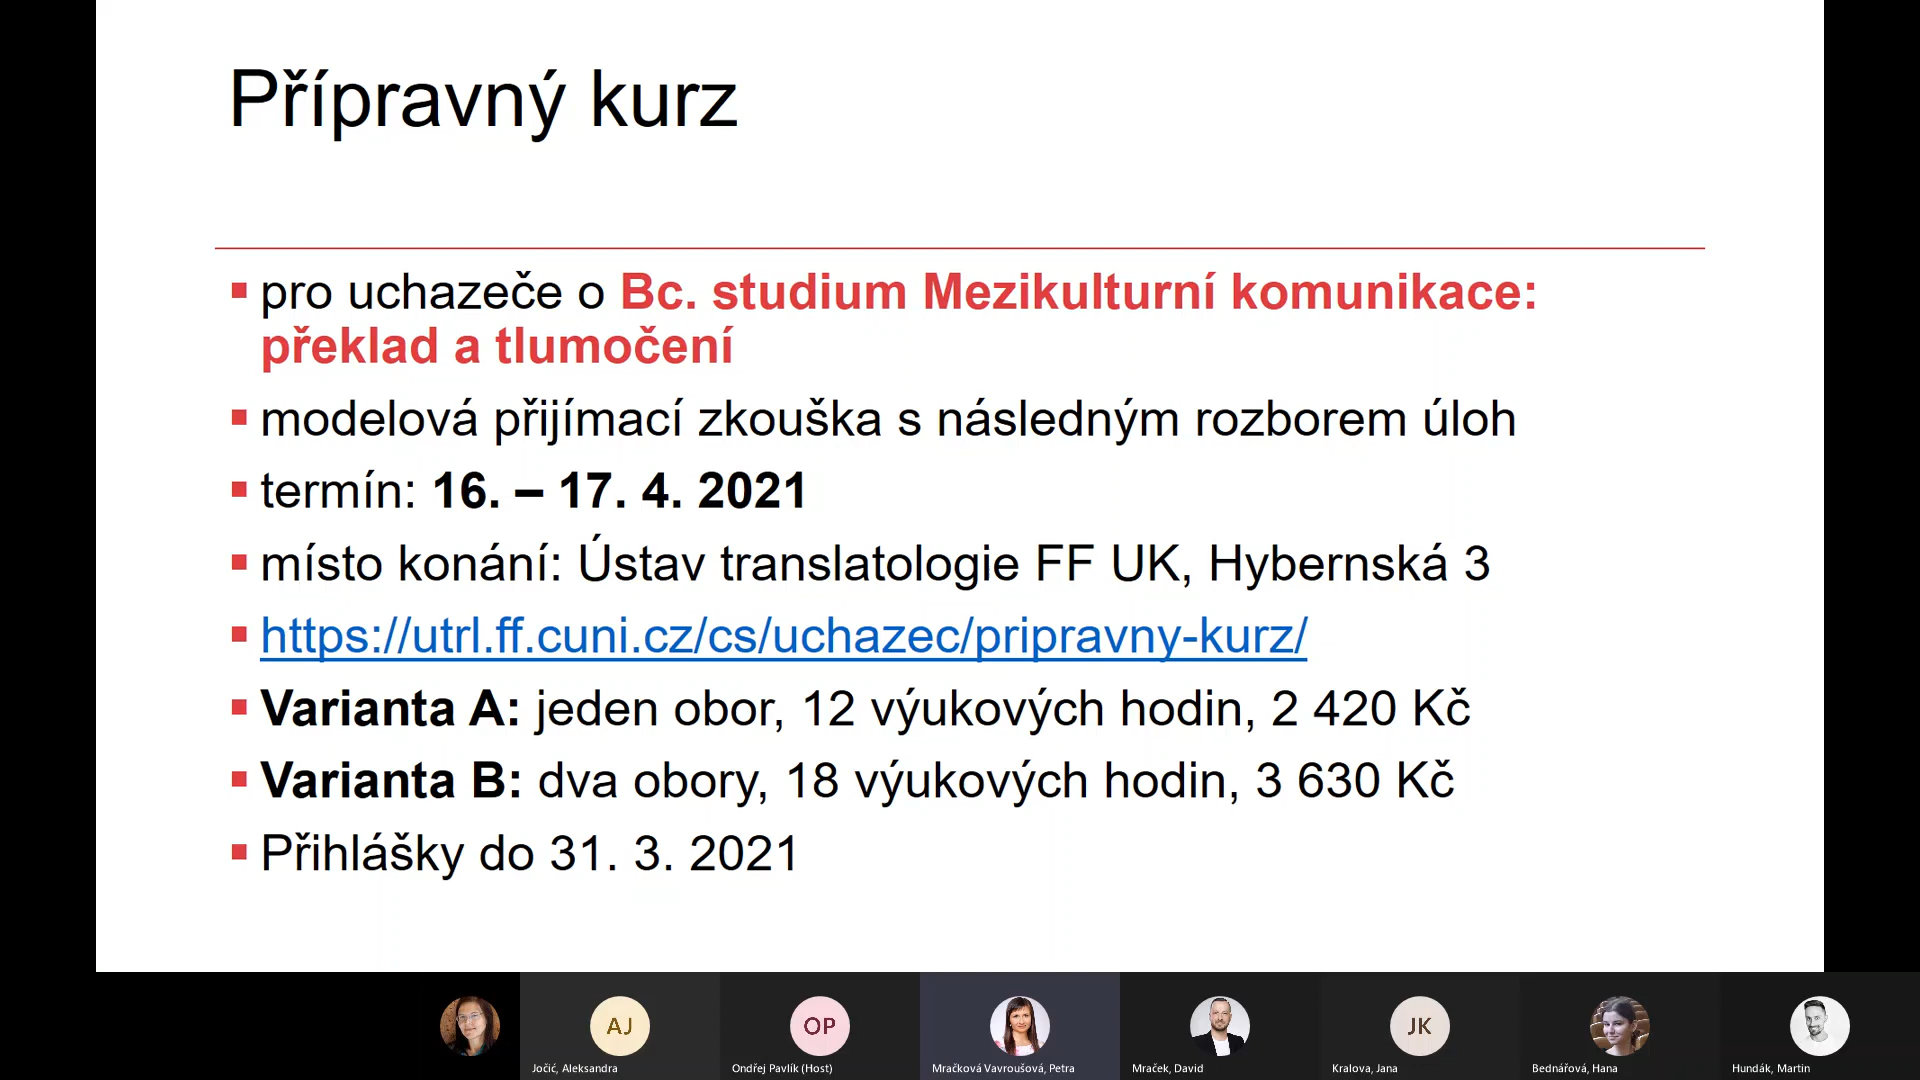 Přípravný kurz
pro uchazeče o Bc. studium Mezikulturní komunikace:
překlad a tlumočení
modelová přijímací zkouška s následným rozborem úloh
termín: 16. – 17. 4. 2021
místo konání: Ústav translatologie FF UK, Hybernská 3
https://utrl.ff.cuni.cz/cs/uchazec/pripravny-kurz/
Varianta A: jeden obor, 12 výukových hodin, 2 420 Kč
Varianta B: dva obory, 18 výukových hodin, 3 630 Kč
Přihlášky do 31. 3. 2021
AJ
OP
JK
Jočić, Aleksandra
Ondřej Pavlík (Host)
Mračková Vavroušová, Petra
Mraček, David
Kralova, Jana
Bednářová, Hana
Hundák, Martin